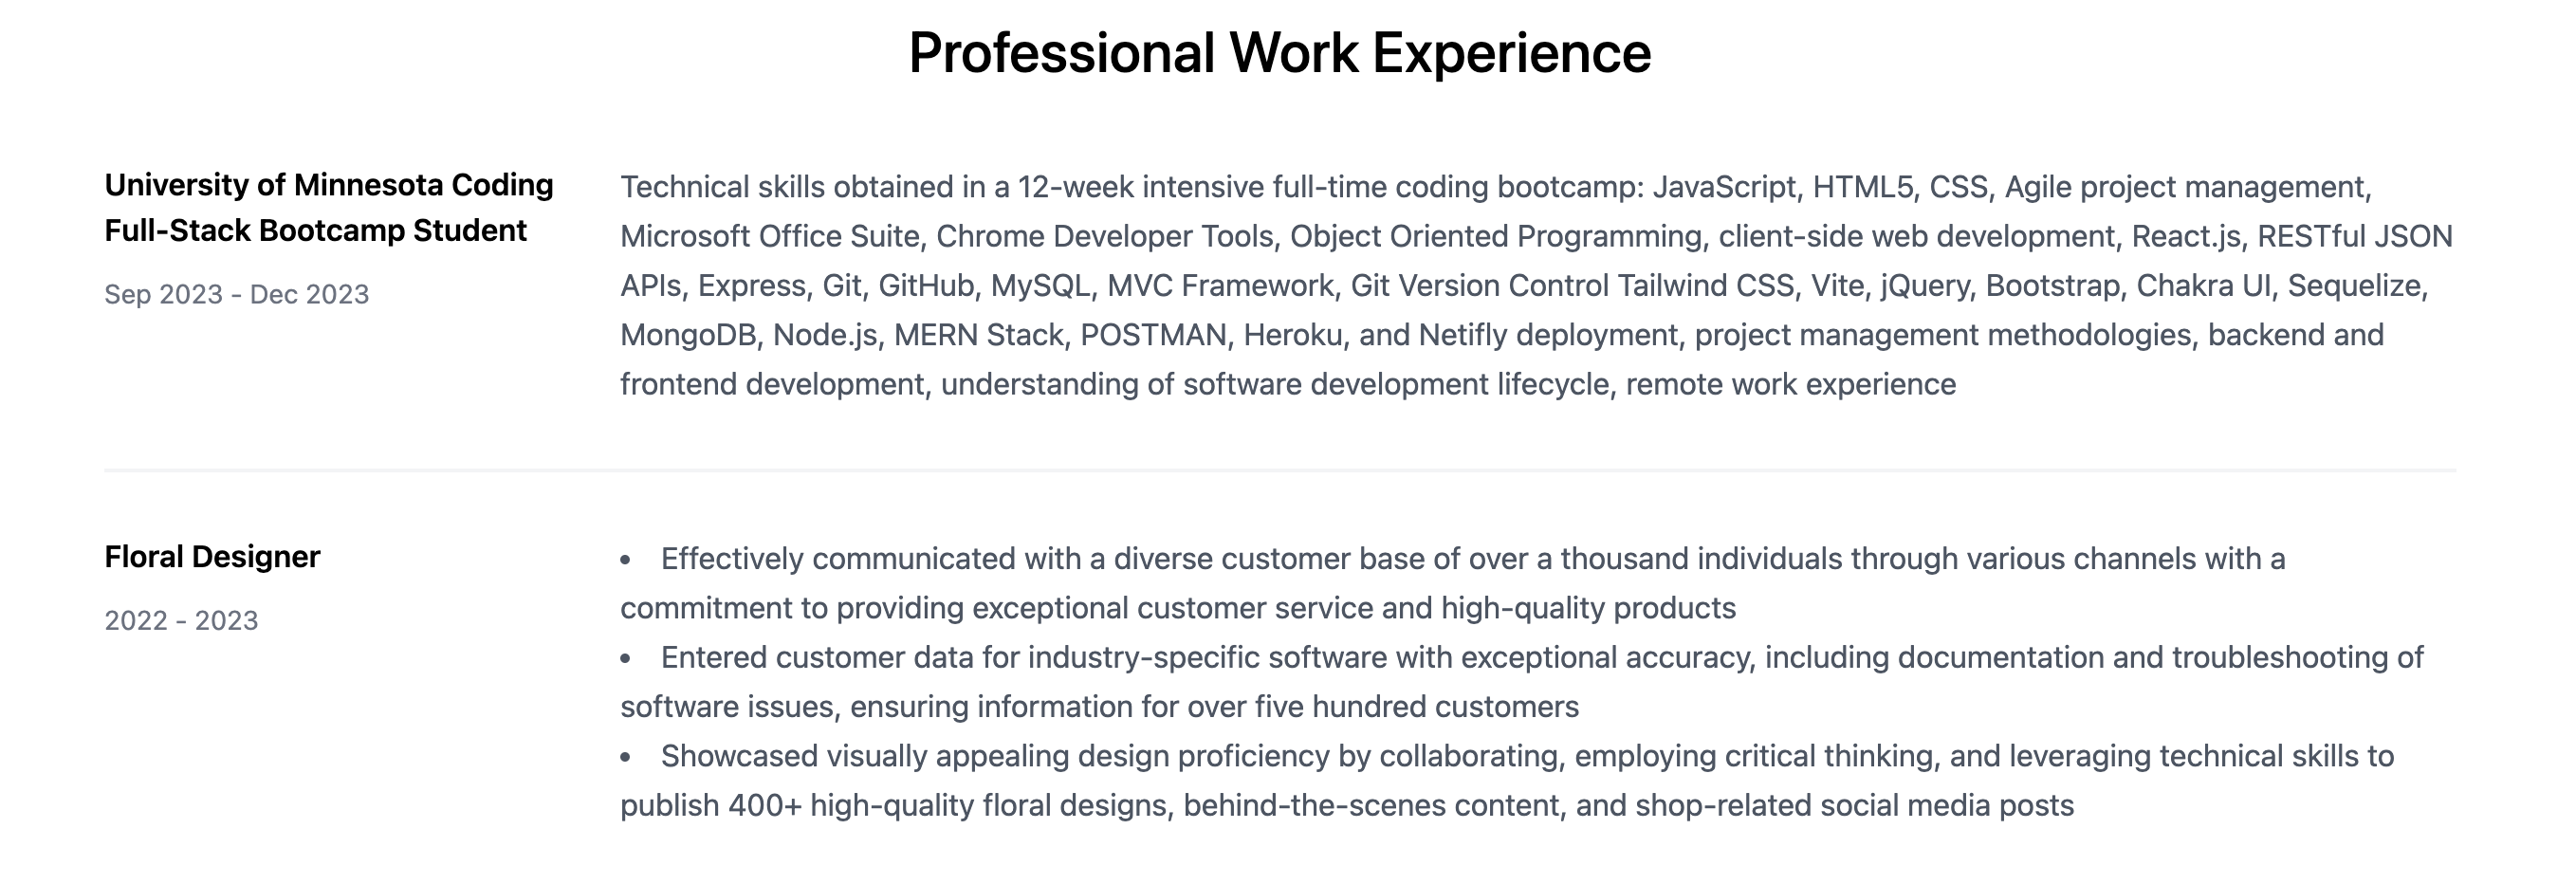 Professional Work Experience
University of Minnesota Coding
Full-Stack Bootcamp Student
Sep 2023 - Dec 2023
Technical skills obtained in a 12-week intensive full-time coding bootcamp: JavaScript, HTML5, CSS, Agile project management,
Microsoft Office Suite, Chrome Developer Tools, Object Oriented Programming, client-side web development, React.js, RESTful JSON
APIs, Express, Git, GitHub, MySQL, MVC Framework, Git Version Control Tailwind CSS, Vite, jQuery, Bootstrap, Chakra UI, Sequelize,
MongoDB, Node.js, MERN Stack, POSTMAN, Heroku, and Netifly deployment, project management methodologies, backend and
frontend development, understanding of software development lifecycle, remote work experience
Floral Designer
2022 - 2023
• Effectively communicated with a diverse customer base of over a thousand individuals through various channels with a
commitment to providing exceptional customer service and high-quality products
• Entered customer data for industry-specific software with exceptional accuracy, including documentation and troubleshooting of
software issues, ensuring information for over five hundred customers
• Showcased visually appealing design proficiency by collaborating, employing critical thinking, and leveraging technical skills to
publish 400+ high-quality floral designs, behind-the-scenes content, and shop-related social media posts